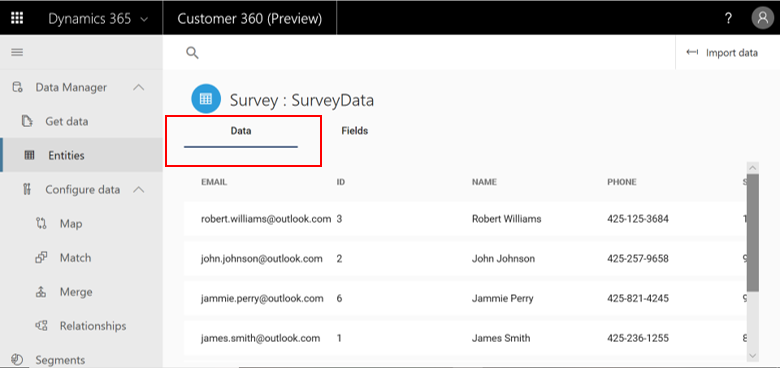 Dynamics 365 Customer 360 (Preview) ?
Import data
Data Manager
Get data
Entities
Configure data
Map
Match
Merge
Relationships
Segments
Survey : SurveyData
Data Fields
EMAIL ID NAME PHONE
robert.williams@outlook.com 3 Robert Williams 425-125-3684
john.johnson@outlook.com 2 John Johnson 425-257-9658
jammie.perry@outlook.com 6 Jammie Perry 425-821-4245
james.smith@outlook.com 1 James Smith 425-236-1255